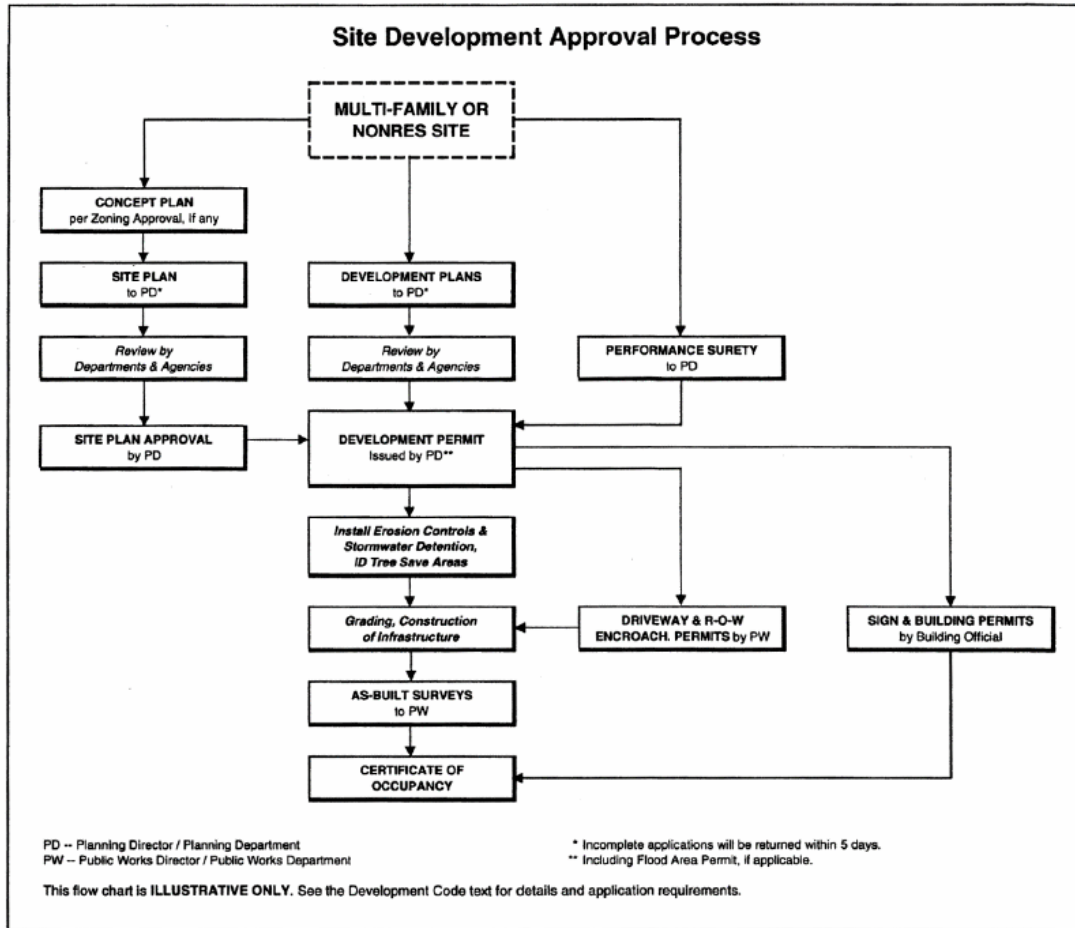 Site Development Approval Process
MULTI-FAMILY OR
NONRES SITE
CONCEPT PLAN
per Zoning Approval, if any
SITE PLAN
to PD*
DEVELOPMENT PLANS
to PD*
Review by
Departments & Agencies
Review by
Departments & Agencies
PERFORMANCE SURETY
to PD
SITE PLAN APPROVAL
by PD
DEVELOPMENT PERMIT
Issued by PD**
Install Erosion Controls &
Stormwater Detention,
ID Tree Save Areas
Grading, Construction
of Infrastructure
DRIVEWAY & R-O-W
ENCROACH. PERMITS by PW
SIGN & BUILDING PERMITS
by Building Official
AS-BUILT SURVEYS
to PW
CERTIFICATE OF
OCCUPANCY
PD -- Planning Director / Planning Department
PW -- Public Works Director / Public Works Department
* Incomplete applications will be returned within 5 days.
** Including Flood Area Permit, if applicable.
This flow chart is ILLUSTRATIVE ONLY. See the Development Code text for details and application requirements.